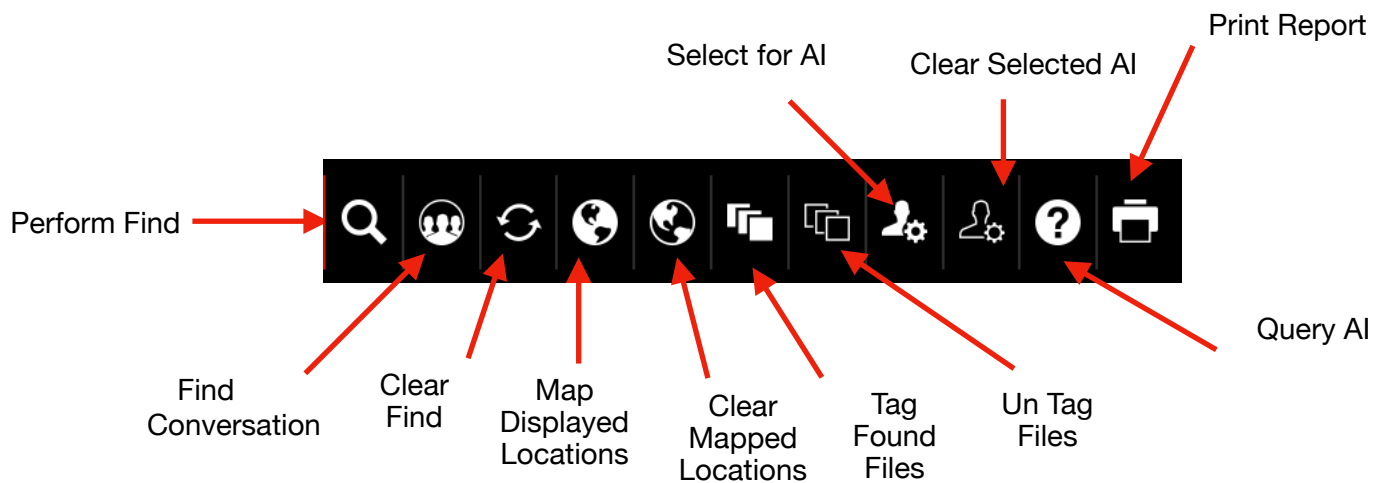 Print Report
Select for AI
Clear Selected AI
Perform Find
?
Query AI
Find
Conversation
Clear
Find
Map
Displayed
Locations
Clear
Mapped
Locations
Tag
Found
Files
Un Tag
Files